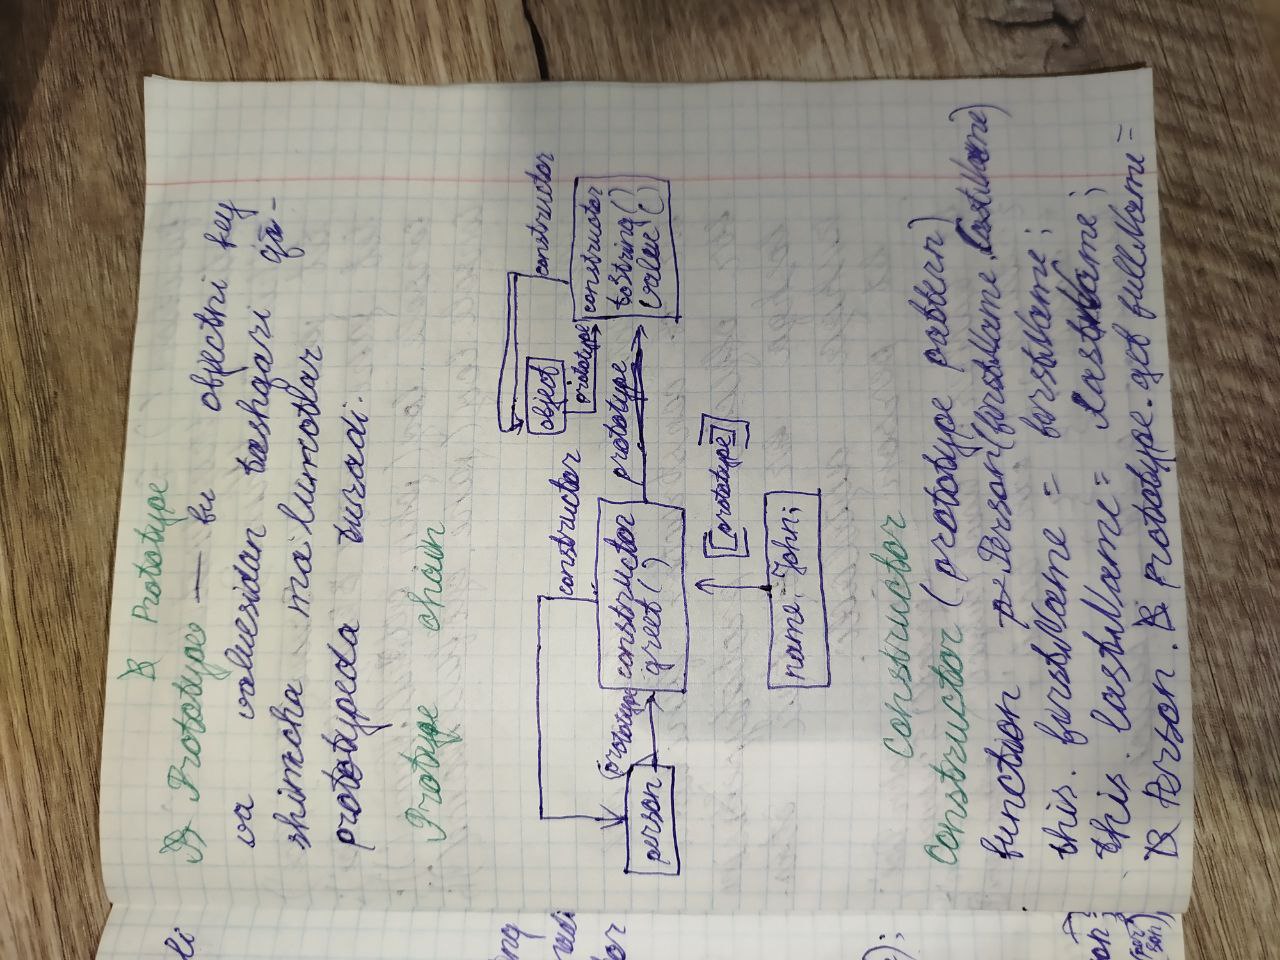 Prototype
Prototype — bu objectni key
va valuesidan tashqari qo-
shimcha ma'lumotlar
prototypeda turadi.
Prototype chain
constructor
constructor
object
prototype
constructor
toString()
value()
prototype
constructor
greet()
prototype
person
[prototype]
name: John;
Constructor
Constructor (prototype pattern)
function Person(firstName, lastName)
this. firstName = firstName;
this. lastName = lastName;
Person. prototype. get fullName =